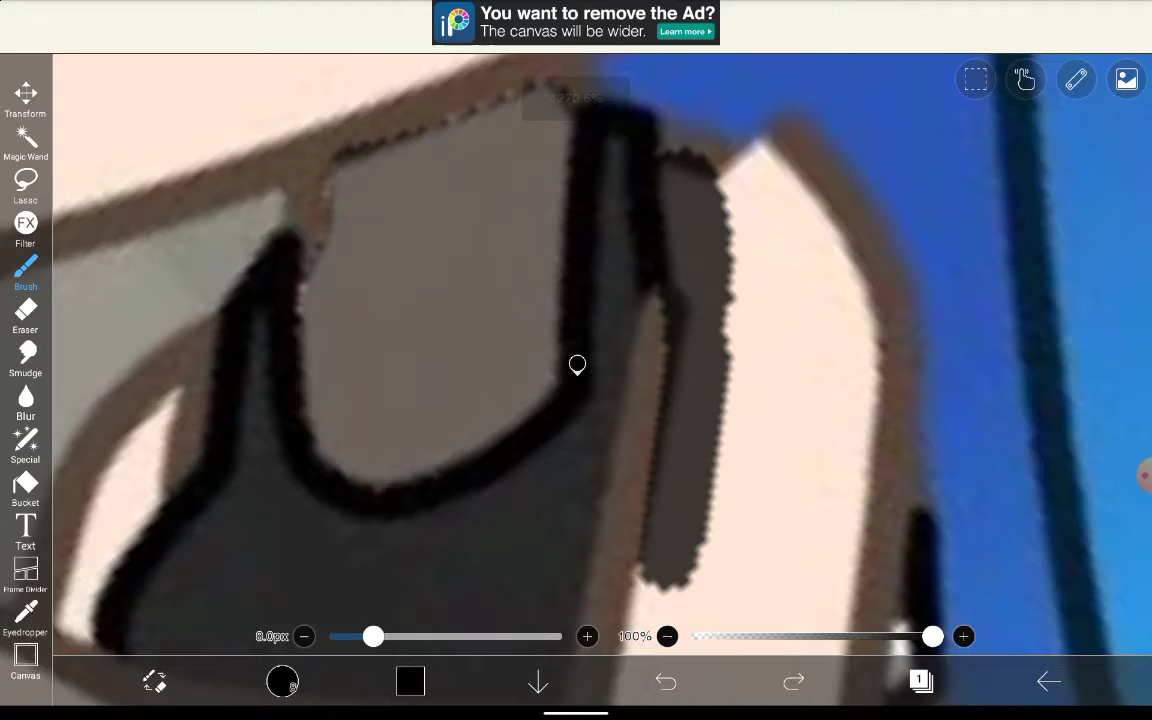 You want to remove the Ad?
The canvas will be wider.
Learn more
Transform
Magic Wand
Lasso
FX
Filter
Brush
Eraser
Smudge
Blur
Special
Bucket
T
Text
Frame Divider
Eyedropper
Canvas
8.0px
100%
8
1